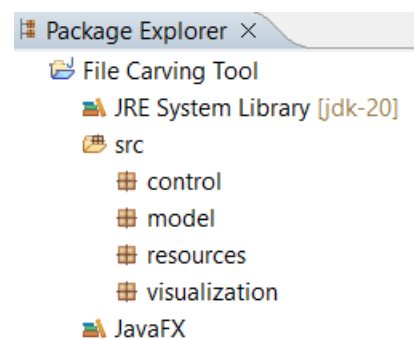 Package Explorer ×
File Carving Tool
JRE System Library [jdk-20]
src
control
model
resources
visualization
JavaFX